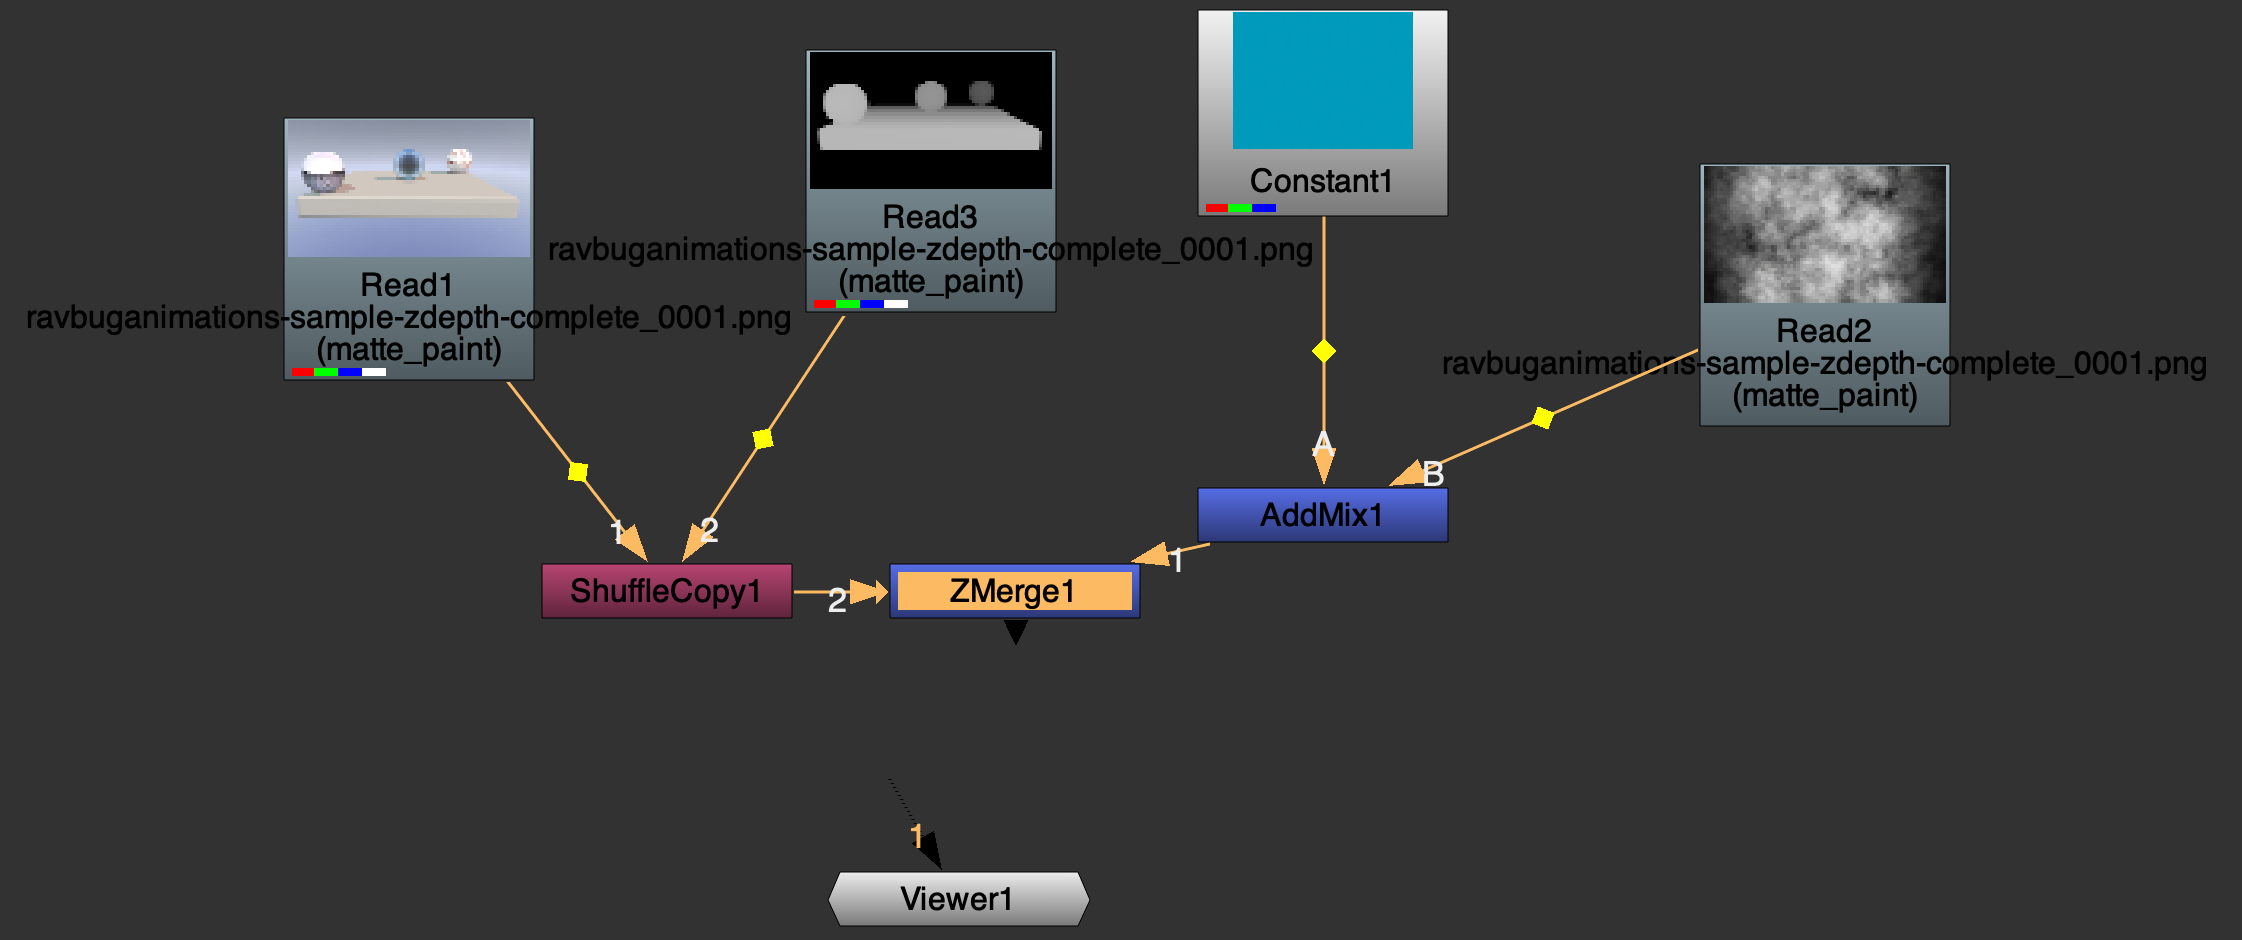 Constant1
Read3
ravbuganimations-sample-zdepth-complete_0001.png
(matte_paint)
Read1
ravbuganimations-sample-zdepth-complete_0001.png
(matte_paint)
Read2
ravbuganimations-sample-zdepth-complete_0001.png
(matte_paint)
A
B
1
2
AddMix1
1
ShuffleCopy1
2
ZMerge1
1
Viewer1